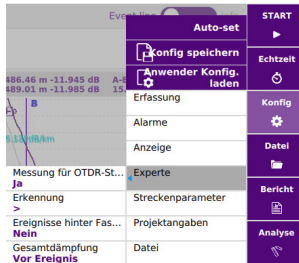 Event line
Auto-set
START
Konfig speichern
Anwender Konfig.
laden
Echtzeit
486.46 m -11.945 dB A-B
489.01 m -11.985 dB 15.
B
Erfassung
Alarme
Konfig
Anzeige
Datei
Messung für OTDR-St...
Ja
Experte
Erkennung
>
Streckenparameter
Bericht
Ereignisse hinter Fas...
Nein
Projektangaben
Analyse
Gesamtdämpfung
Vor Ereignis
Datei